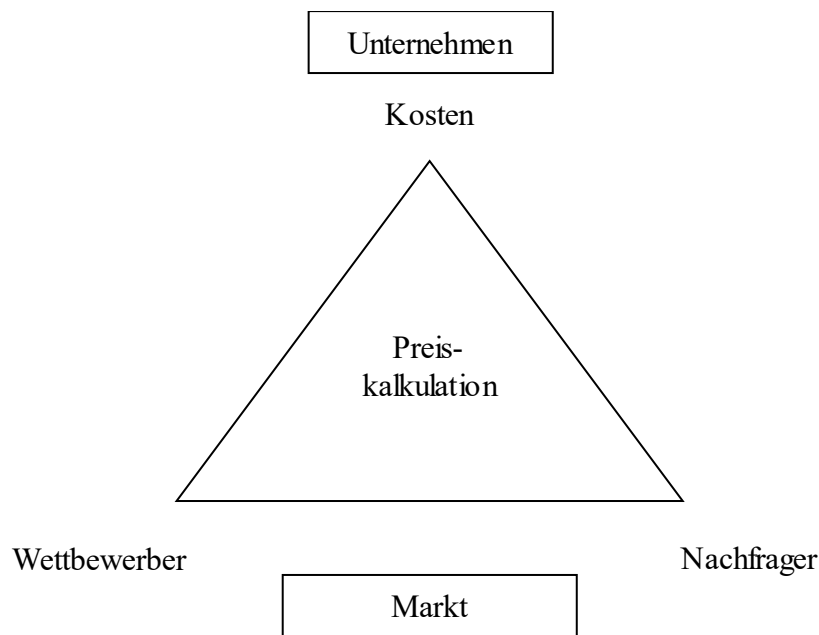 Unternehmen
Kosten
Preis-
kalkulation
Wettbewerber
Nachfrager
Markt